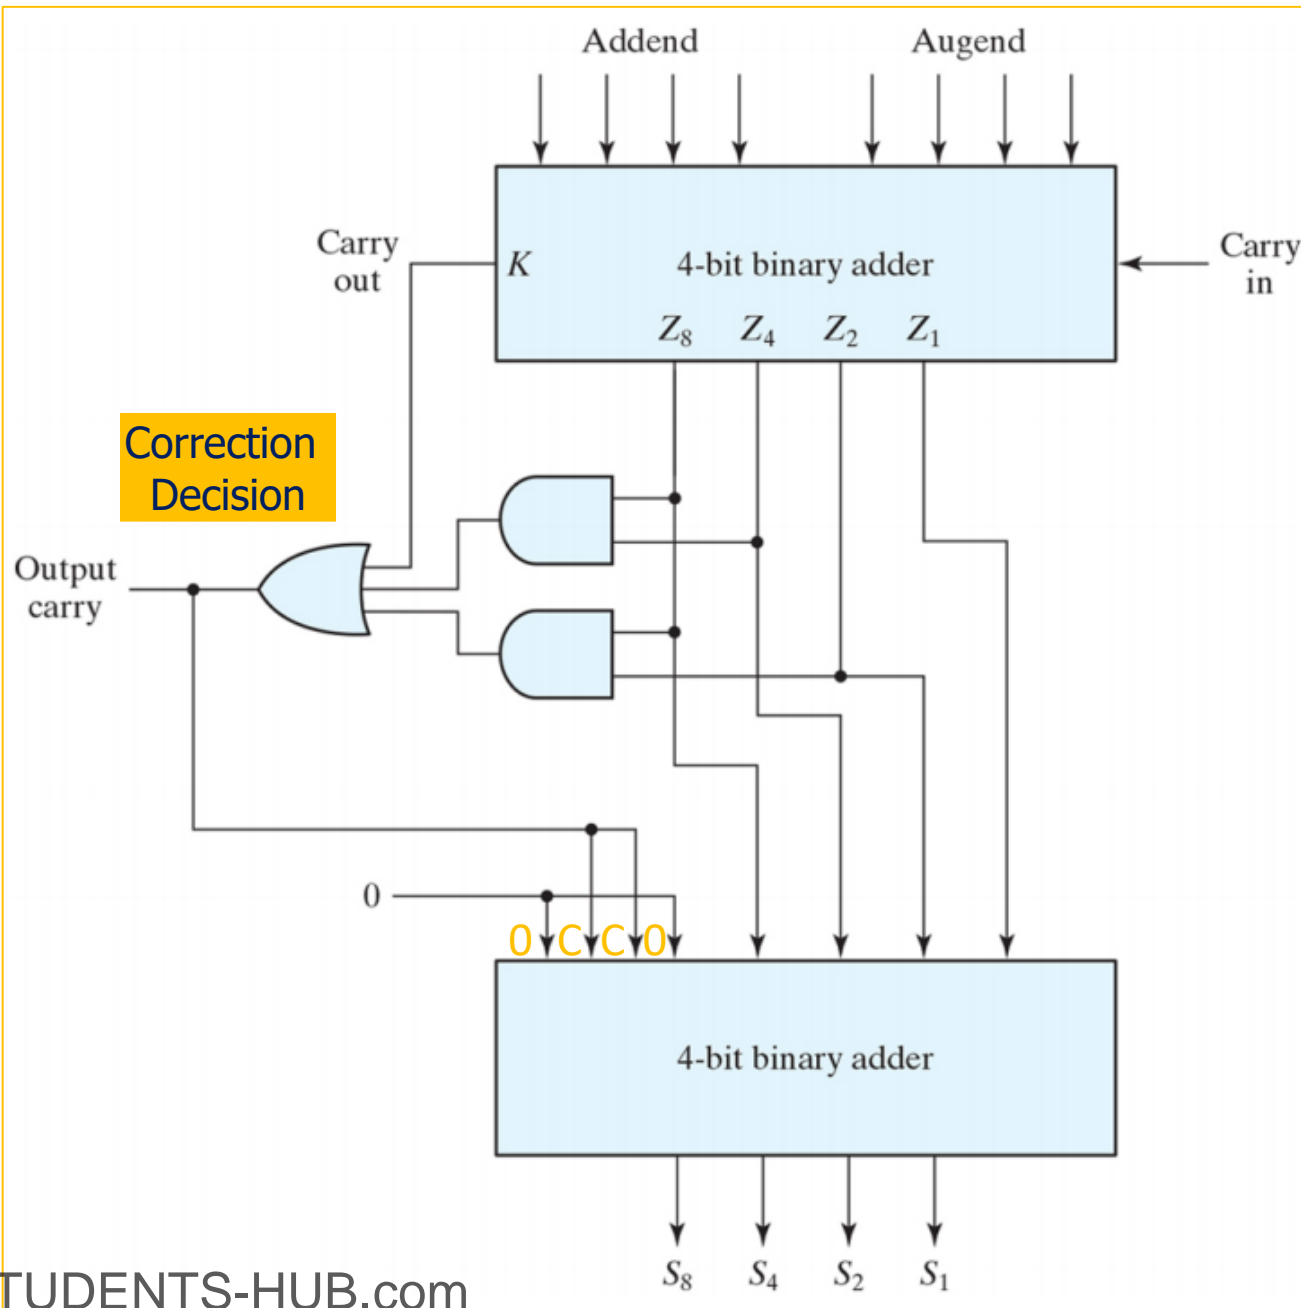 Addend Augend
Carry
out
K 4-bit binary adder
Carry
in
Z8 Z4 Z2 Z1
Correction
Decision
Output
carry
0
0 C C 0
4-bit binary adder
S8 S4 S2 S1
TUDENTS-HUB.com